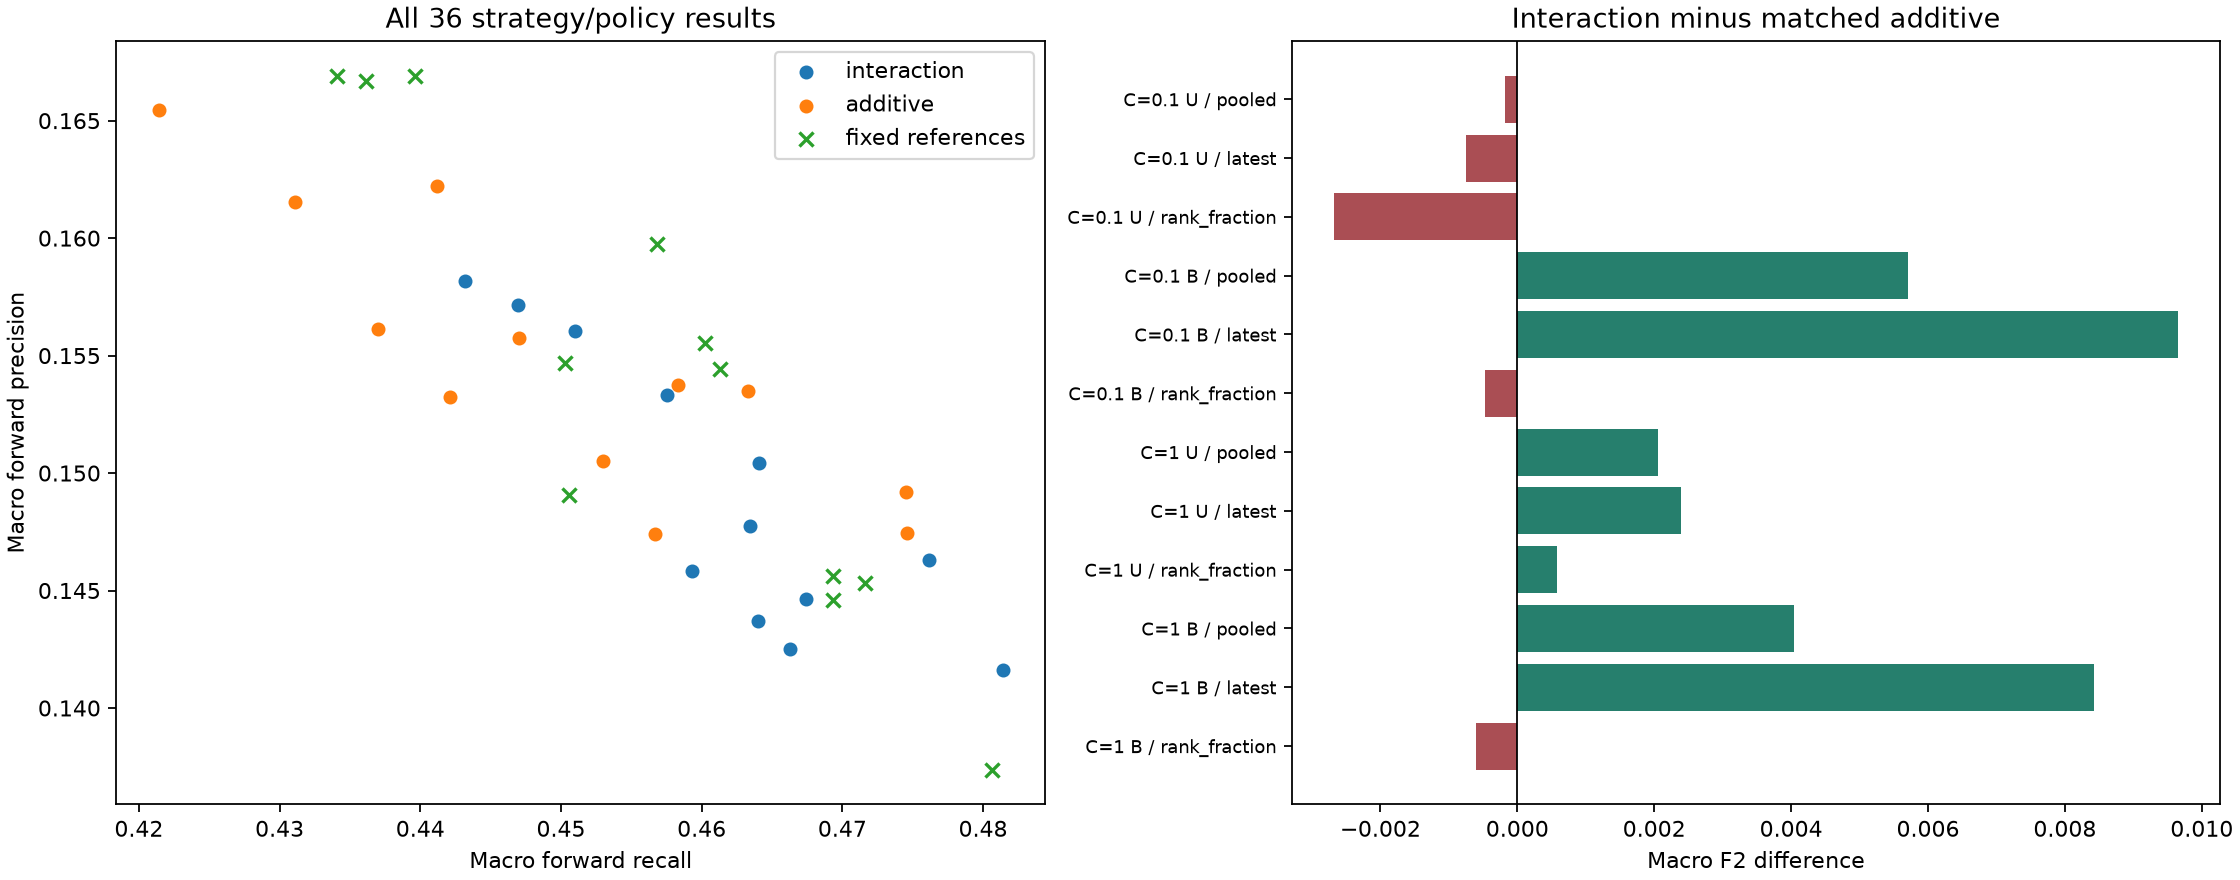 All 36 strategy/policy results
interaction
additive
fixed references
0.165
0.160
0.155
0.150
0.145
0.140
Macro forward precision
0.42 0.43 0.44 0.45 0.46 0.47 0.48
Macro forward recall
Interaction minus matched additive
C=0.1 U / pooled
C=0.1 U / latest
C=0.1 U / rank_fraction
C=0.1 B / pooled
C=0.1 B / latest
C=0.1 B / rank_fraction
C=1 U / pooled
C=1 U / latest
C=1 U / rank_fraction
C=1 B / pooled
C=1 B / latest
C=1 B / rank_fraction
−0.002 0.000 0.002 0.004 0.006 0.008 0.010
Macro F2 difference